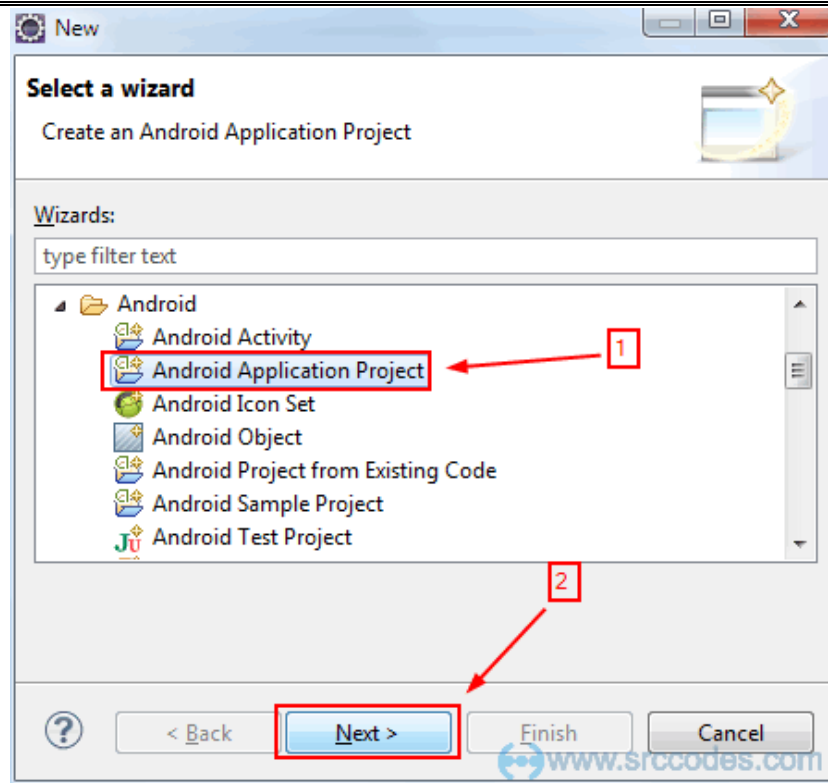 New
Select a wizard
Create an Android Application Project
Wizards:
type filter text
Android
Android Activity
Android Application Project
1
Android Icon Set
Android Object
Android Project from Existing Code
Android Sample Project
Android Test Project
2
? < Back Next > Finish Cancel
www.srccodes.com